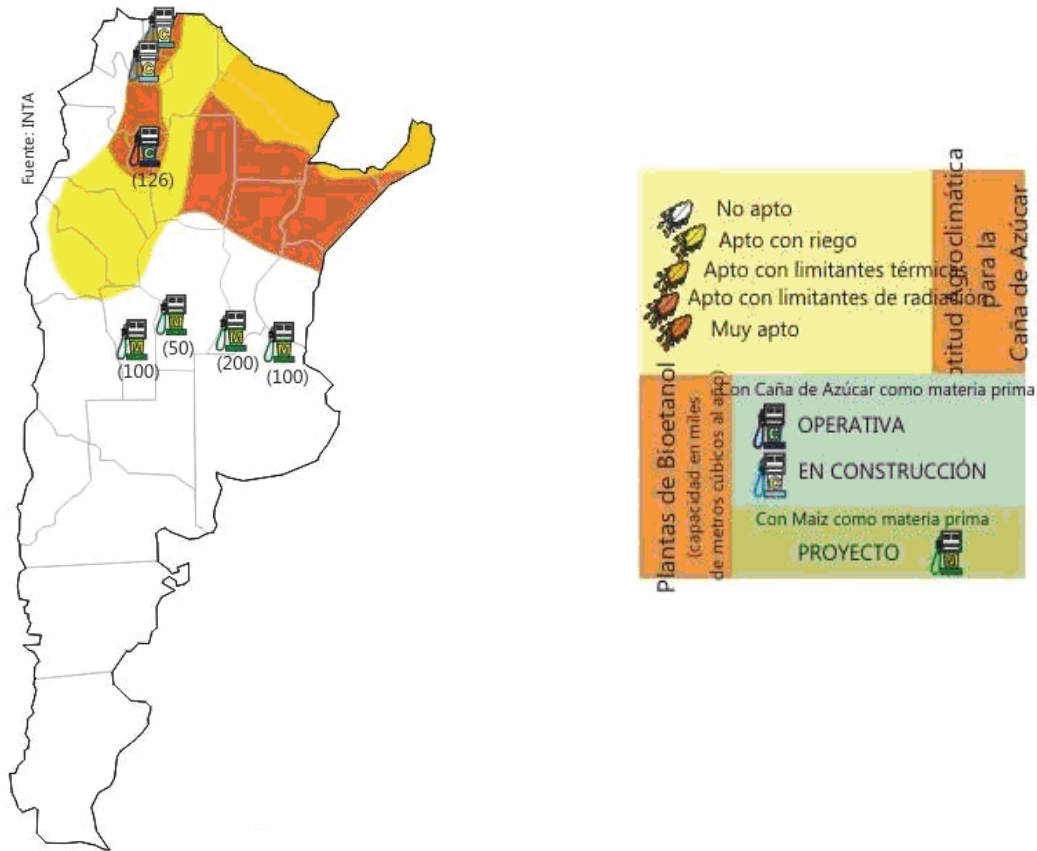 Fuente: INTA
(126)
(50)
(100)
(200)
(100)
No apto
Apto con riego
Apto con limitantes térmicas
Apto con limitantes de radiación
Muy apto
ptitud Agroclimática
para la
Caña de Azúcar
Plantas de Bioetanol
(capacidad en miles
de metros cúbicos al año)
Con Caña de Azúcar como materia prima
OPERATIVA
EN CONSTRUCCIÓN
Con Maiz como materia prima
PROYECTO